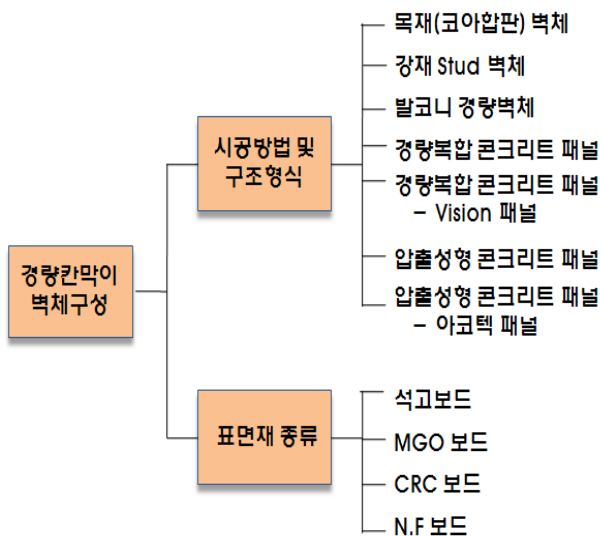 경량칸막이
벽체구성
시공방법 및
구조형식
목재(코아합판) 벽체
강재 Stud 벽체
발코니 경량벽체
경량복합 콘크리트 패널
경량복합 콘크리트 패널
– Vision 패널
압출성형 콘크리트 패널
압출성형 콘크리트 패널
– 아코텍 패널
표면재 종류
석고보드
MGO 보드
CRC 보드
N.F 보드